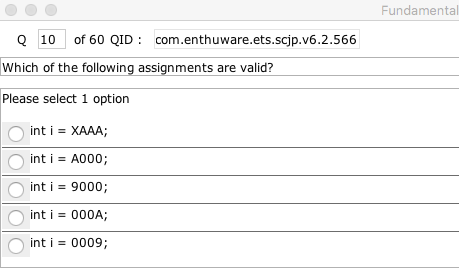 Fundamental
Q 10 of 60 QID : com.enthuware.ets.scjp.v6.2.566
Which of the following assignments are valid?
Please select 1 option
int i = XAAA;
int i = A000;
int i = 9000;
int i = 000A;
int i = 0009;